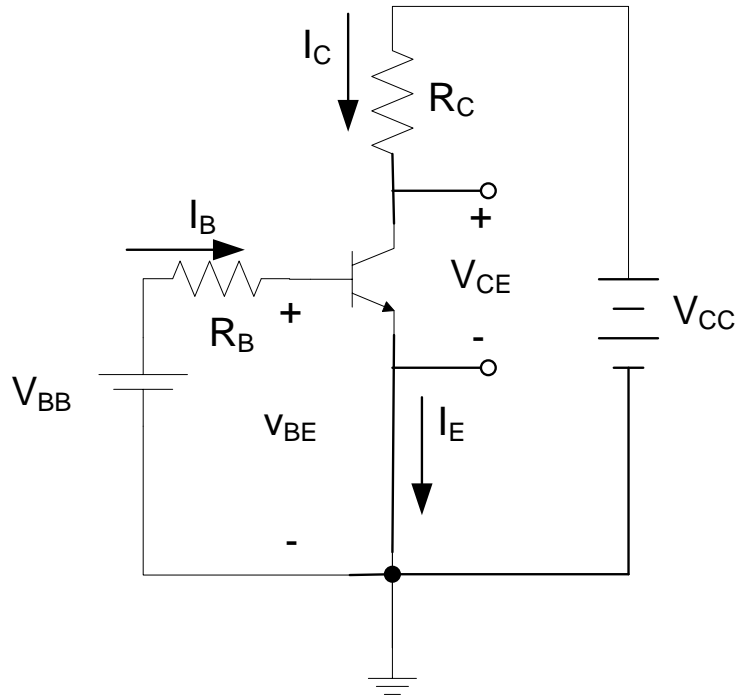 I_C
R_C
I_B
+
V_CE
+
R_B
-
V_CC
V_BB
v_BE
I_E
-